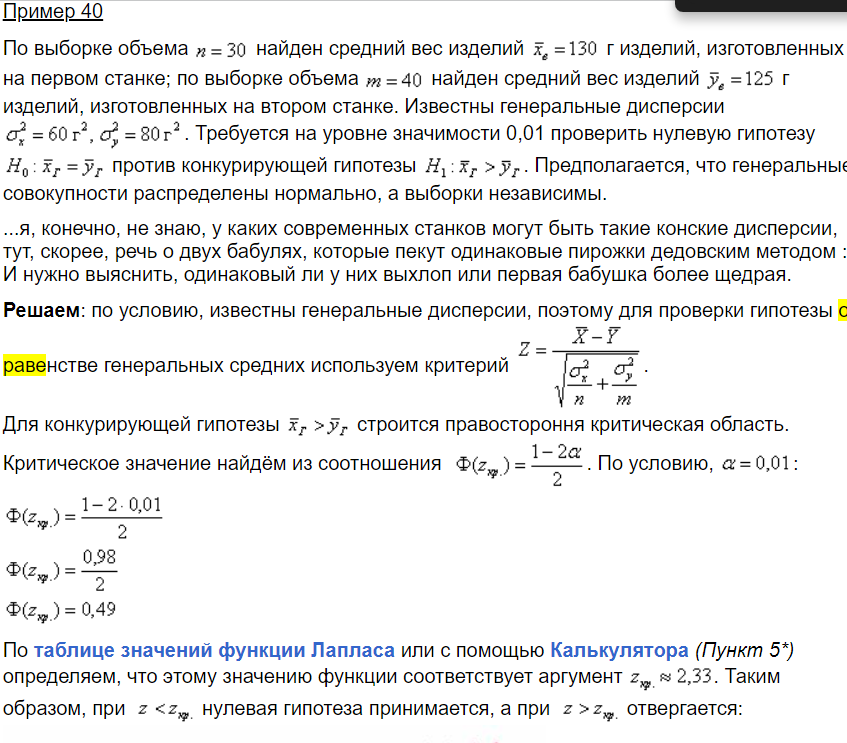 Пример 40
По выборке объема n = 30 найден средний вес изделий x̄в = 130 г изделий, изготовленных
на первом станке; по выборке объема m = 40 найден средний вес изделий ȳв = 125 г
изделий, изготовленных на втором станке. Известны генеральные дисперсии
σ²x = 60 г², σ²y = 80 г². Требуется на уровне значимости 0,01 проверить нулевую гипотезу
H₀ : x̄Г = ȳГ против конкурирующей гипотезы H₁ : x̄Г > ȳГ. Предполагается, что генеральные
совокупности распределены нормально, а выборки независимы.
...я, конечно, не знаю, у каких современных станков могут быть такие конские дисперсии,
тут, скорее, речь о двух бабулях, которые пекут одинаковые пирожки дедовским методом :
И нужно выяснить, одинаковый ли у них выхлоп или первая бабушка более щедрая.
Решаем: по условию, известны генеральные дисперсии, поэтому для проверки гипотезы о
равенстве генеральных средних используем критерий Z = (X̄ − Ȳ) / √(σ²x/n + σ²y/m) .
Для конкурирующей гипотезы x̄Г > ȳГ строится правостороння критическая область.
Критическое значение найдём из соотношения Ф(zкр.) = (1 − 2α)/2 . По условию, α = 0,01:
Ф(zкр.) = (1 − 2 · 0,01)/2
Ф(zкр.) = 0,98/2
Ф(zкр.) = 0,49
По таблице значений функции Лапласа или с помощью Калькулятора (Пункт 5*)
определяем, что этому значению функции соответствует аргумент zкр. ≈ 2,33. Таким
образом, при z < zкр. нулевая гипотеза принимается, а при z > zкр. отвергается: